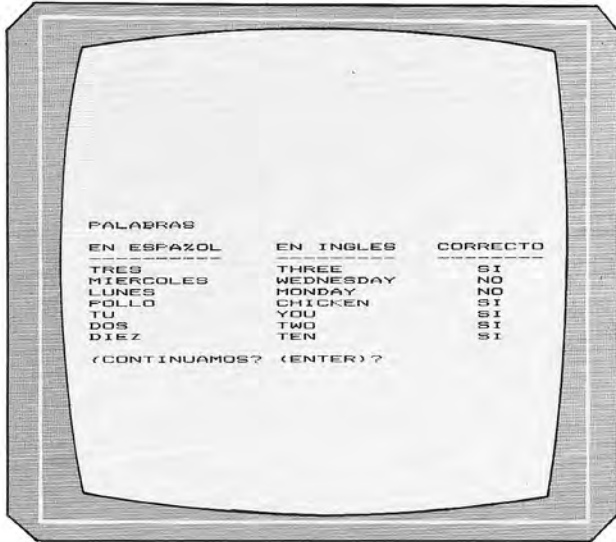 PALABRAS
EN ESPA%OL EN INGLES CORRECTO
---------- --------- --------
TRES THREE SI
MIERCOLES WEDNESDAY NO
LUNES MONDAY NO
POLLO CHICKEN SI
TU YOU SI
DOS TWO SI
DIEZ TEN SI
(CONTINUAMOS? (ENTER)?